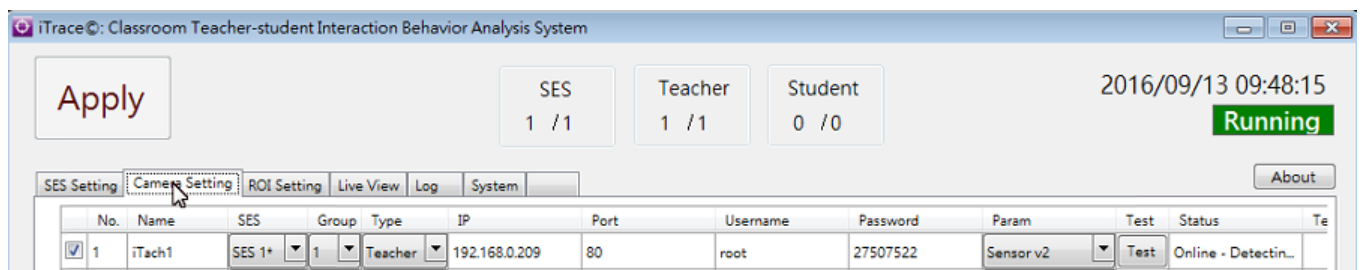 iTrace©: Classroom Teacher-student Interaction Behavior Analysis System
Apply
SES Teacher Student
1 /1 1 /1 0 /0
2016/09/13 09:48:15
Running
SES Setting Camera Setting ROI Setting Live View Log System About
No. Name SES Group Type IP Port Username Password Param Test Status Te
1 iTach1 SES 1+ 1 Teacher 192.168.0.209 80 root 27507522 Sensor v2 Test Online - Detectin...